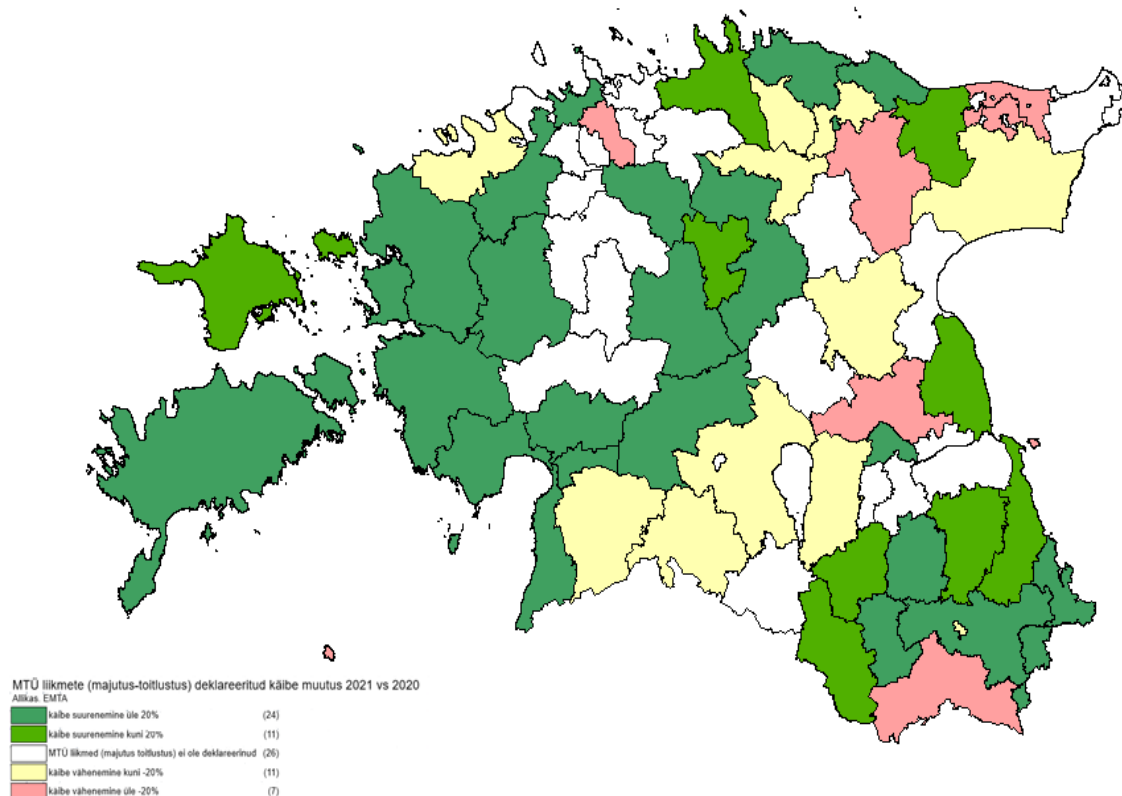 MTÜ liikmete (majutus-toitlustus) deklareeritud käibe muutus 2021 vs 2020
Allikas. EMTA
käibe suurenemine üle 20% (24)
käibe suurenemine kuni 20% (11)
MTÜ liikmed (majutus toitlustus) ei ole deklareerinud (26)
käibe vähenemine kuni -20% (11)
käibe vähenemine üle -20% (7)